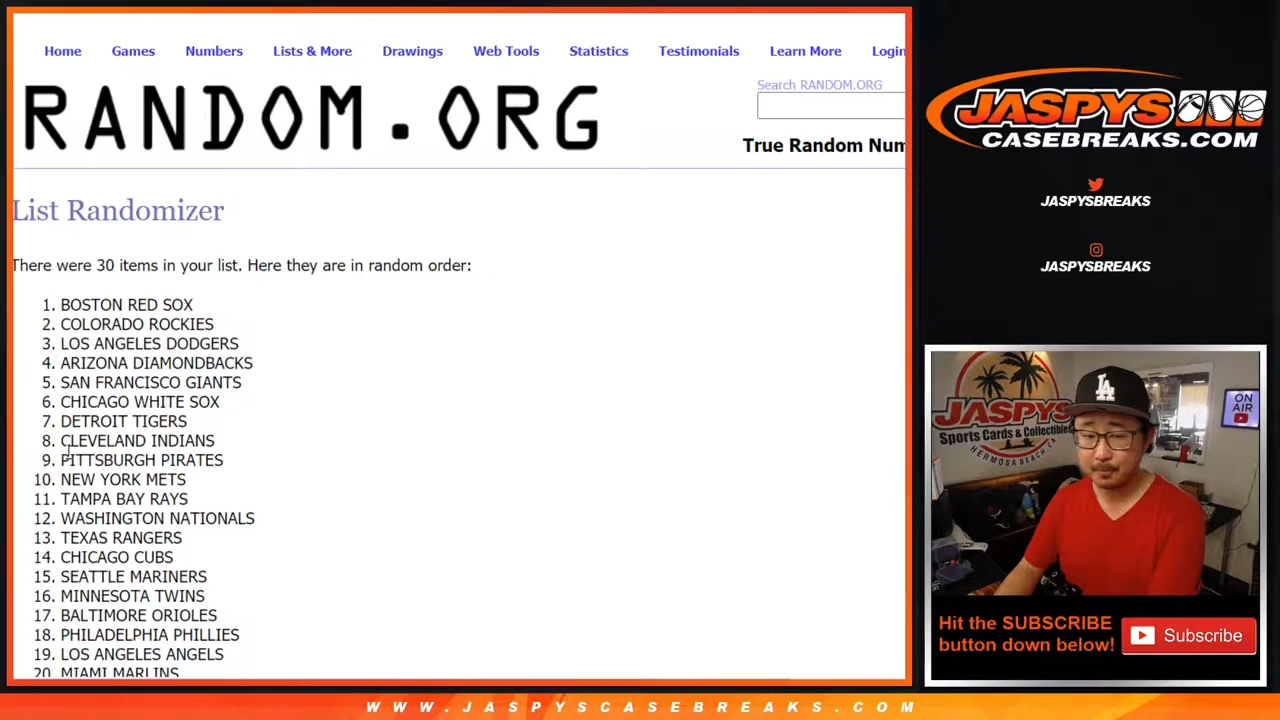 Home Games Numbers Lists & More Drawings Web Tools Statistics Testimonials Learn More Login
RANDOM.ORG
Search RANDOM.ORG
True Random Num
List Randomizer
There were 30 items in your list. Here they are in random order:
1. BOSTON RED SOX
2. COLORADO ROCKIES
3. LOS ANGELES DODGERS
4. ARIZONA DIAMONDBACKS
5. SAN FRANCISCO GIANTS
6. CHICAGO WHITE SOX
7. DETROIT TIGERS
8. CLEVELAND INDIANS
9. PITTSBURGH PIRATES
10. NEW YORK METS
11. TAMPA BAY RAYS
12. WASHINGTON NATIONALS
13. TEXAS RANGERS
14. CHICAGO CUBS
15. SEATTLE MARINERS
16. MINNESOTA TWINS
17. BALTIMORE ORIOLES
18. PHILADELPHIA PHILLIES
19. LOS ANGELES ANGELS
20. MIAMI MARLINS
JASPYS
CASEBREAKS.COM
JASPYSBREAKS
JASPYSBREAKS
JASPYS
Sports Cards & Collectibles
HERMOSA BEACH, CA
LA
ON
AIR
Hit the SUBSCRIBE
button down below!
Subscribe
WWW.JASPYSCASEBREAKS.COM